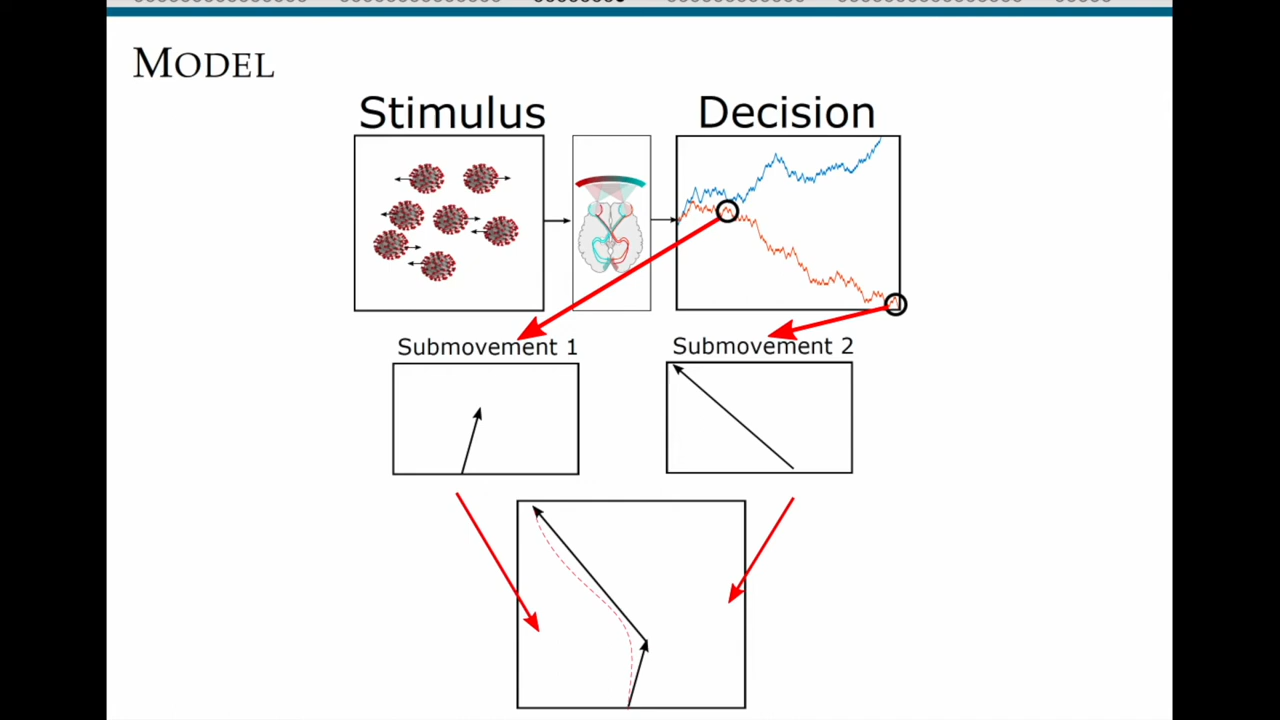 MODEL
Stimulus
Decision
Submovement 1
Submovement 2